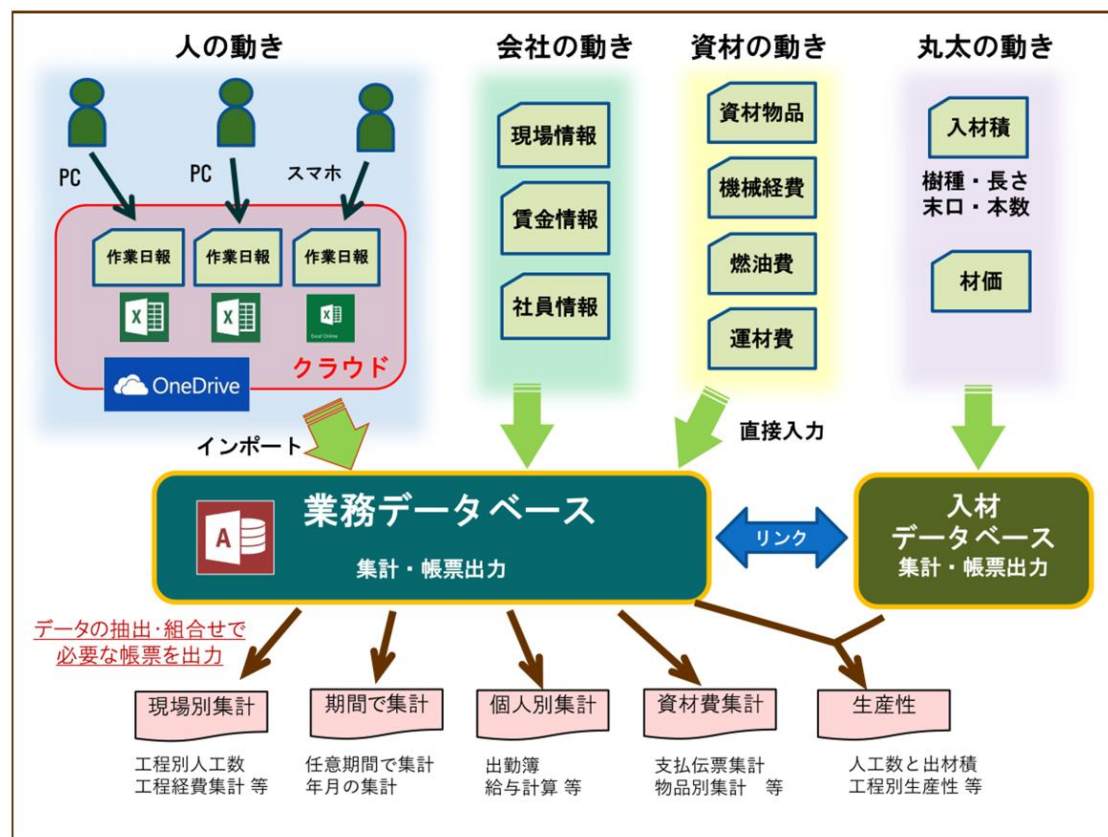 人の動き
会社の動き
資材の動き
丸太の動き
PC
PC
スマホ
作業日報
作業日報
作業日報
X
X
X
Excel Online
クラウド
OneDrive
インポート
現場情報
賃金情報
社員情報
資材物品
機械経費
燃油費
運材費
直接入力
入材積
樹種・長さ
末口・本数
材価
A
業務データベース
集計・帳票出力
リンク
入材
データベース
集計・帳票出力
データの抽出・組合せで
必要な帳票を出力
現場別集計
工程別人工数
工程経費集計 等
期間で集計
任意期間で集計
年月の集計
個人別集計
出勤簿
給与計算 等
資材費集計
支払伝票集計
物品別集計 等
生産性
人工数と出材積
工程別生産性 等